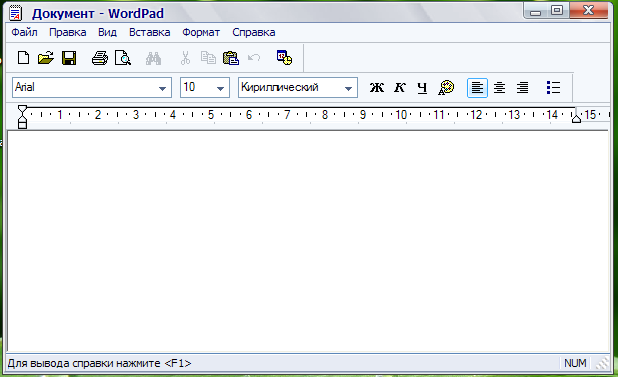 Документ - WordPad
Файл Правка Вид Вставка Формат Справка
Arial 10 Кириллический Ж К Ч
1 2 3 4 5 6 7 8 9 10 11 12 13 14 15
Для вывода справки нажмите <F1> NUM